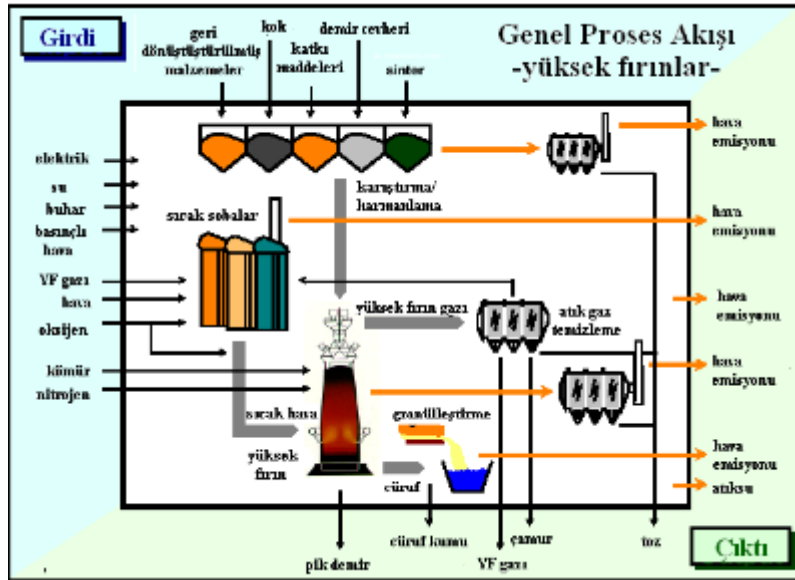 Girdi
geri
dönüştürülmüş
malzemeler
kok
katkı
maddeleri
demir cevheri
sinter
Genel Proses Akışı
-yüksek fırınlar-
hava
emisyonu
elektrik
su
buhar
basınçlı
hava
karıştırma/
harmanlama
sıcak sobalar
hava
emisyonu
YF gazı
hava
oksijen
yüksek fırın gazı
atık gaz
temizleme
hava
emisyonu
kömür
nitrojen
hava
emisyonu
sıcak hava
granülleştirme
yüksek
fırın
cüruf
hava
emisyonu
atıksu
pik demir
cüruf kumu
YF gazı
çamur
toz
Çıktı